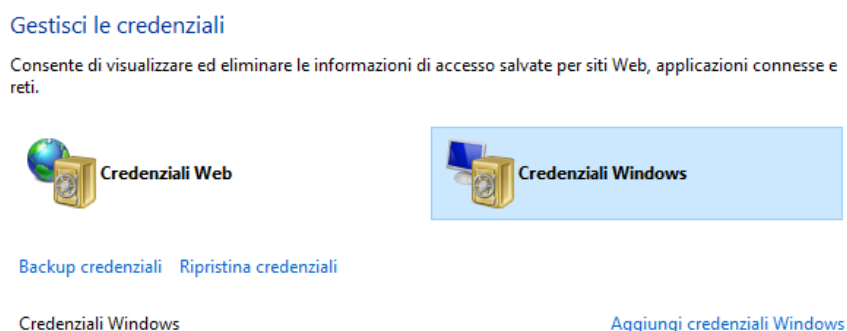 Gestisci le credenziali
Consente di visualizzare ed eliminare le informazioni di accesso salvate per siti Web, applicazioni connesse e
reti.
Credenziali Web
Credenziali Windows
Backup credenziali
Ripristina credenziali
Credenziali Windows
Aggiungi credenziali Windows